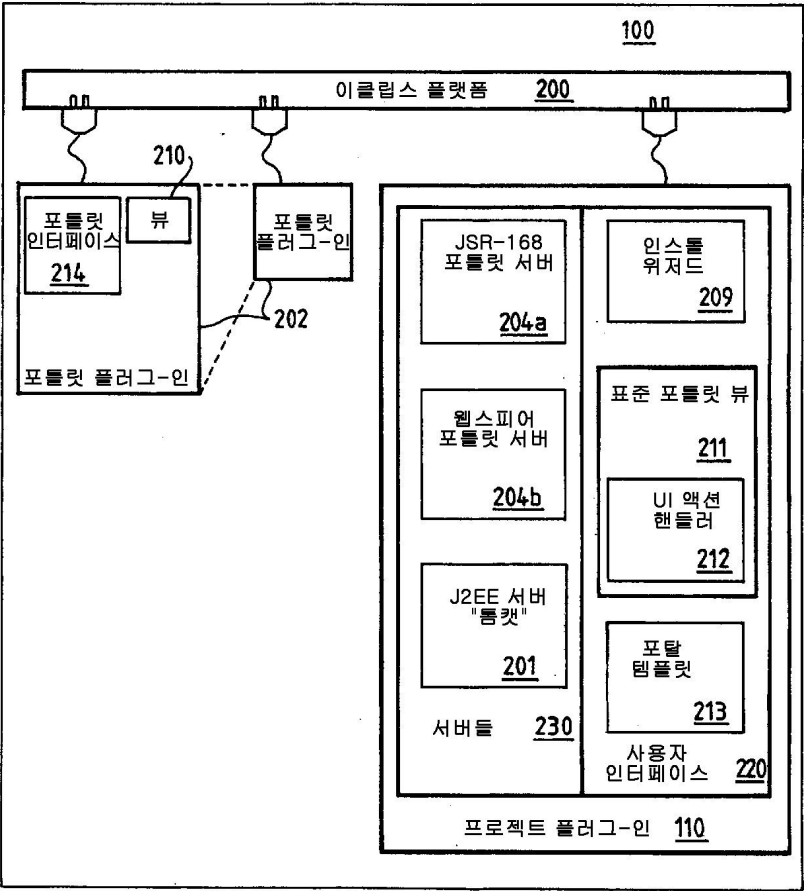 100
이클립스 플랫폼 200
210
포틀릿
인터페이스
214
뷰
포틀릿
플러그-인
202
포틀릿 플러그-인
JSR-168
포틀릿 서버
204a
웹스피어
포틀릿 서버
204b
J2EE 서버
"톰캣"
201
서버들 230
인스톨
위저드
209
표준 포틀릿 뷰
211
UI 액션
핸들러
212
포탈
템플릿
213
사용자
인터페이스 220
프로젝트 플러그-인 110